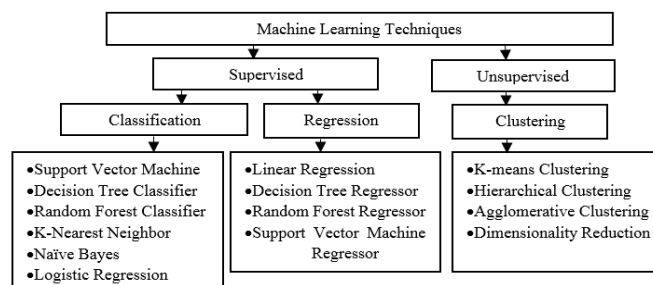 Machine Learning Techniques
Supervised
Unsupervised
Classification
Regression
Clustering
•Support Vector Machine
•Decision Tree Classifier
•Random Forest Classifier
•K-Nearest Neighbor
•Naïve Bayes
•Logistic Regression
•Linear Regression
•Decision Tree Regressor
•Random Forest Regressor
•Support Vector Machine
Regressor
•K-means Clustering
•Hierarchical Clustering
•Agglomerative Clustering
•Dimensionality Reduction